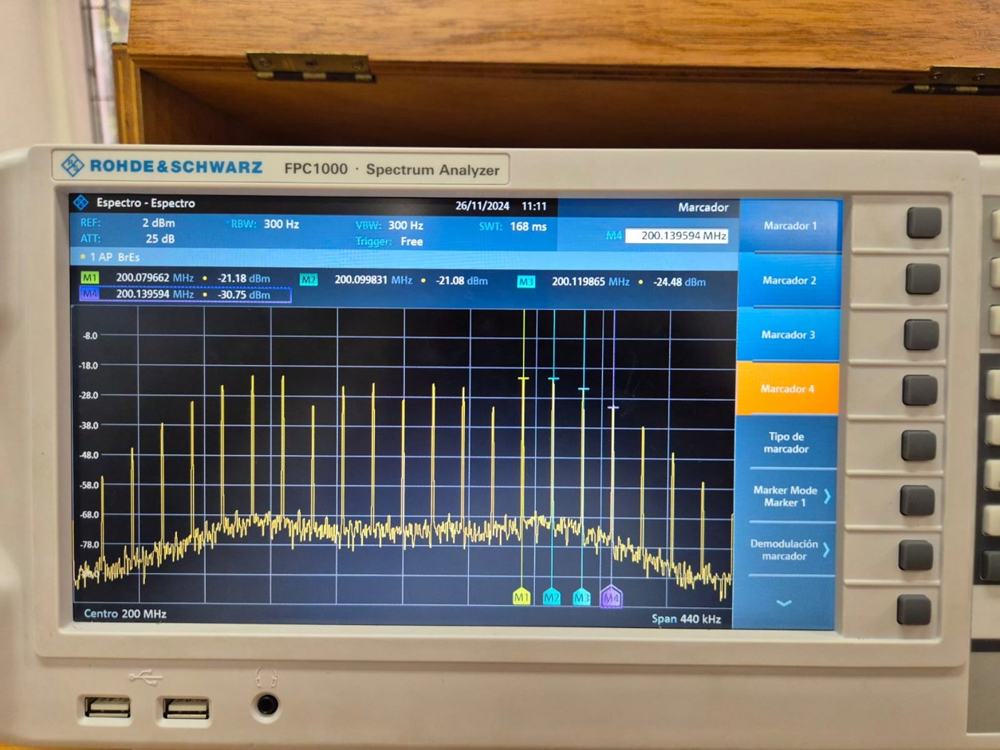 ROHDE&SCHWARZ FPC1000 · Spectrum Analyzer
Espectro - Espectro 26/11/2024 11:11 Marcador
REF: 2 dBm RBW: 300 Hz VBW: 300 Hz SWT: 168 ms
ATT: 25 dB Trigger: Free M4 200.139594 MHz
1 AP BrEs
M1 200.079662 MHz • -21.18 dBm M2 200.099831 MHz • -21.08 dBm M3 200.119865 MHz • -24.48 dBm
M4 200.139594 MHz • -30.75 dBm
-8.0
-18.0
-28.0
-38.0
-48.0
-58.0
-68.0
-78.0
M1 M2 M3 M4
Centro 200 MHz Span 440 kHz
Marcador 1
Marcador 2
Marcador 3
Marcador 4
Tipo de
marcador
Marker Mode
Marker 1
Demodulación
marcador